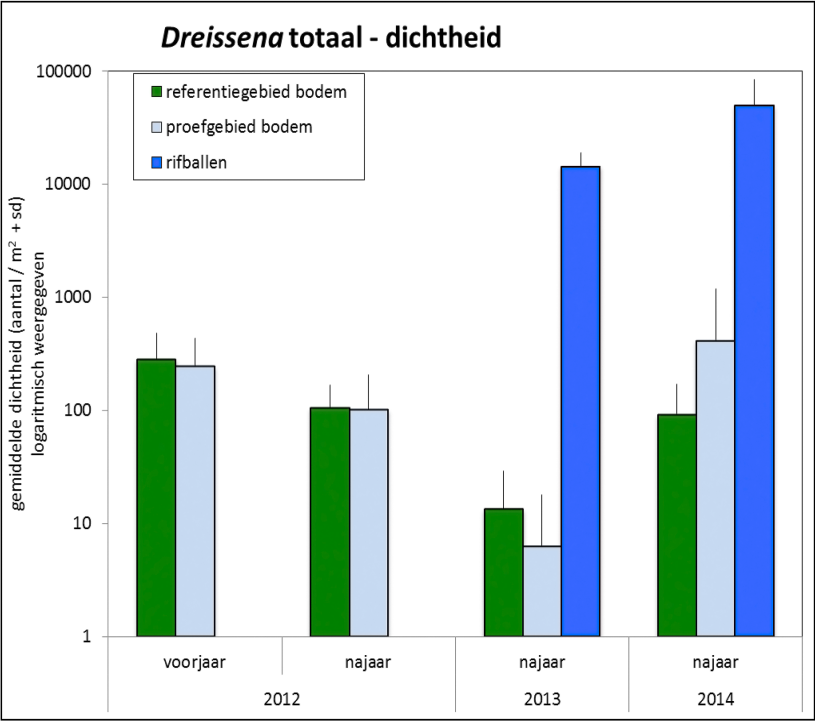 Dreissena totaal - dichtheid
gemiddelde dichtheid (aantal / m² + sd)
logaritmisch weergegeven
100000
10000
1000
100
10
1
referentiegebied bodem
proefgebied bodem
rifballen
voorjaar
najaar
najaar
najaar
2012
2013
2014